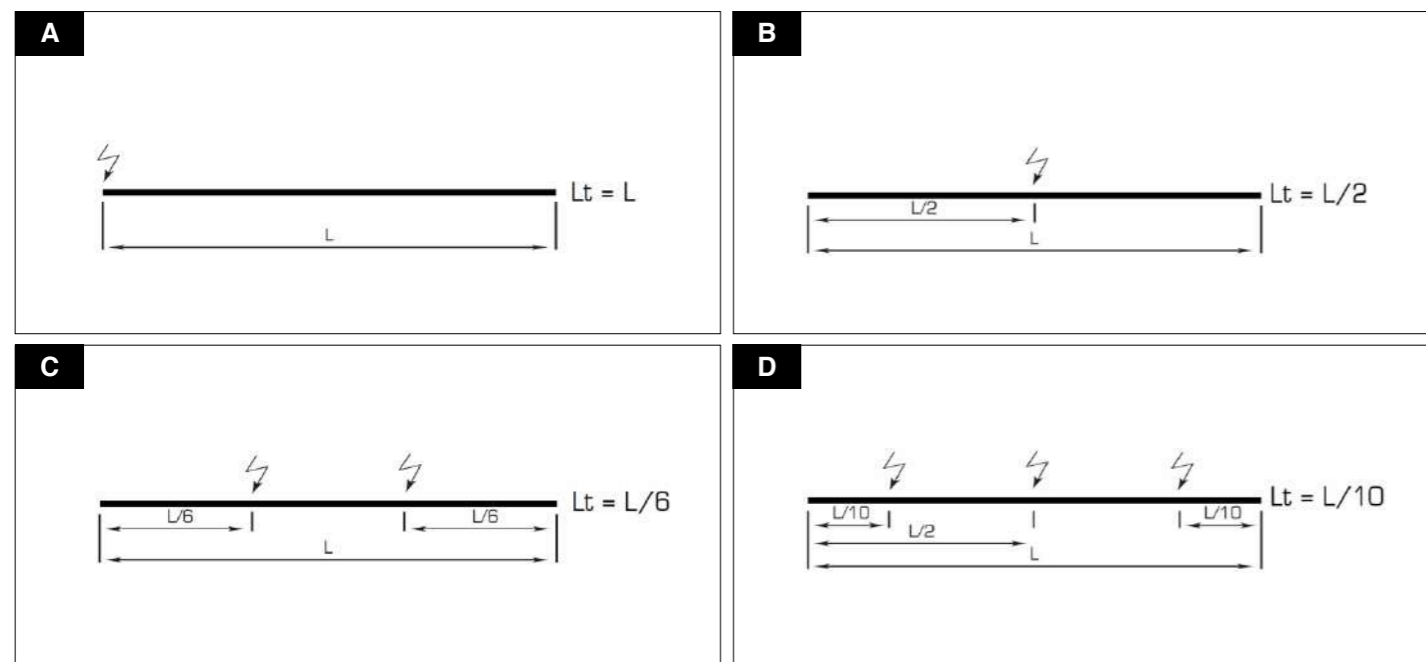 A
Lt = L
L
B
Lt = L/2
L/2
L
C
Lt = L/6
L/6 L/6
L
D
Lt = L/10
L/10 L/10
L/2
L